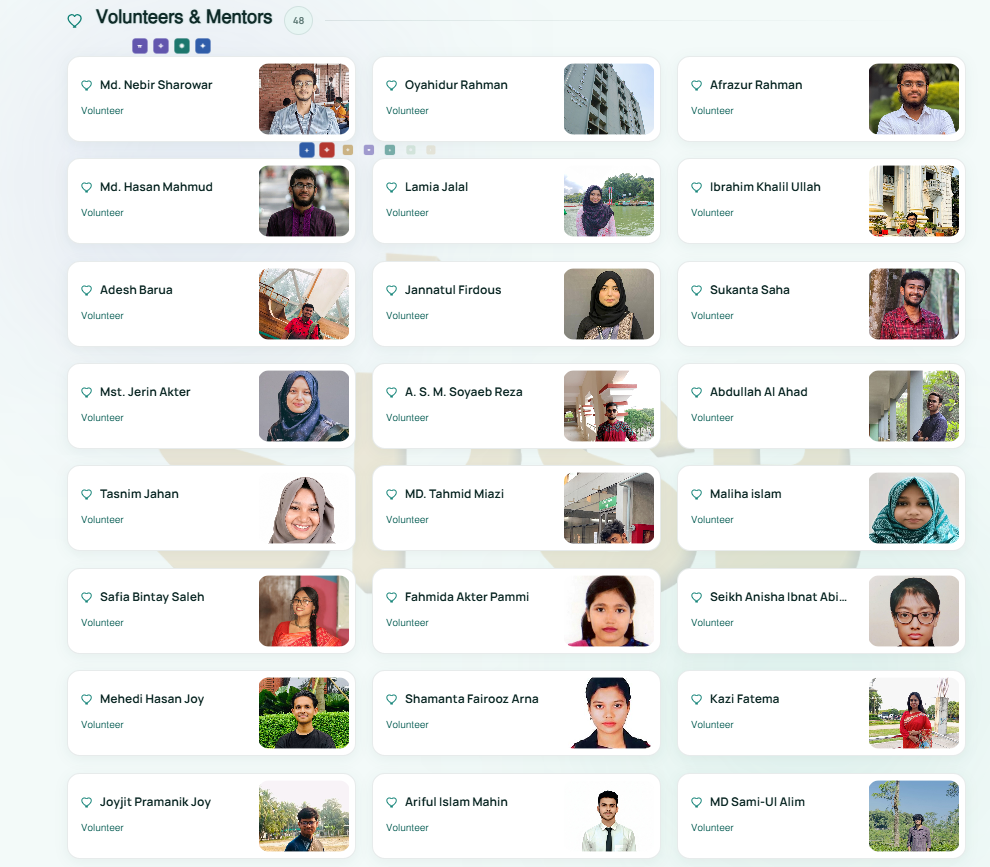 Volunteers & Mentors 48
Md. Nebir Sharowar
Volunteer
Oyahidur Rahman
Volunteer
Afrazur Rahman
Volunteer
Md. Hasan Mahmud
Volunteer
Lamia Jalal
Volunteer
Ibrahim Khalil Ullah
Volunteer
Adesh Barua
Volunteer
Jannatul Firdous
Volunteer
Sukanta Saha
Volunteer
Mst. Jerin Akter
Volunteer
A. S. M. Soyaeb Reza
Volunteer
Abdullah Al Ahad
Volunteer
Tasnim Jahan
Volunteer
MD. Tahmid Miazi
Volunteer
Maliha islam
Volunteer
Safia Bintay Saleh
Volunteer
Fahmida Akter Pammi
Volunteer
Seikh Anisha Ibnat Abi...
Volunteer
Mehedi Hasan Joy
Volunteer
Shamanta Fairooz Arna
Volunteer
Kazi Fatema
Volunteer
Joyjit Pramanik Joy
Volunteer
Ariful Islam Mahin
Volunteer
MD Sami-Ul Alim
Volunteer